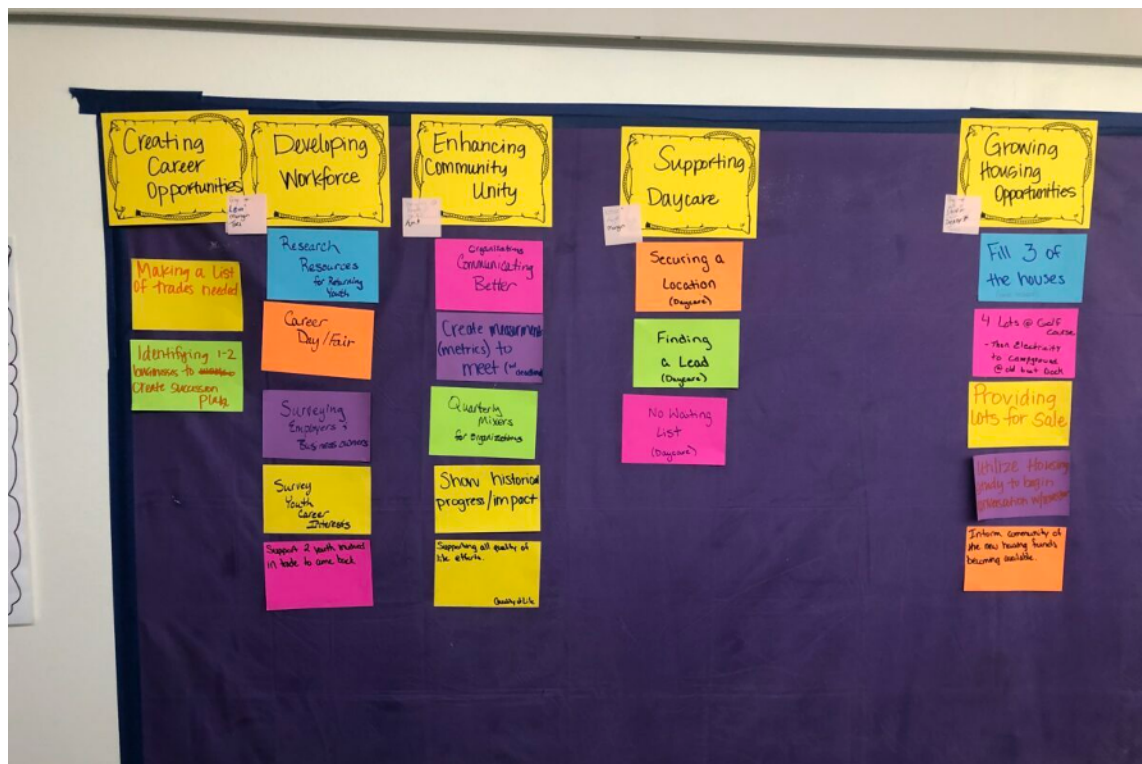 Creating
Career
Opportunities
Making a List
of trades needed
Identifying 1-2
businesses to
create succession
plans
Developing
Workforce
Research
Resources
for Returning
Youth
Career
Day/Fair
Surveying
Employers +
Business owners
Survey
Youth
Career
Interests
Support 2 youth involved
in trade to come back
Enhancing
Community
Unity
Organizations
Communicating
Better
Create measurment
(metrics) to
meet 1st deadline
Quarterly
Mixers
for organizations
Show historical
progress/impact
Supporting all quality of
life efforts.
Quality of Life
Supporting
Daycare
Securing a
Location
(Daycare)
Finding
a Lead
(Daycare)
No Waiting
List
(Daycare)
Growing
Housing
Opportunities
Fill 3 of
the houses
4 Lots @ Golf
course
- Then Electricity
to campground
@ old boat Dock
Providing
lots for sale
Utilize Housing
ready to begin
Inform community of
the new housing funds
becoming available.